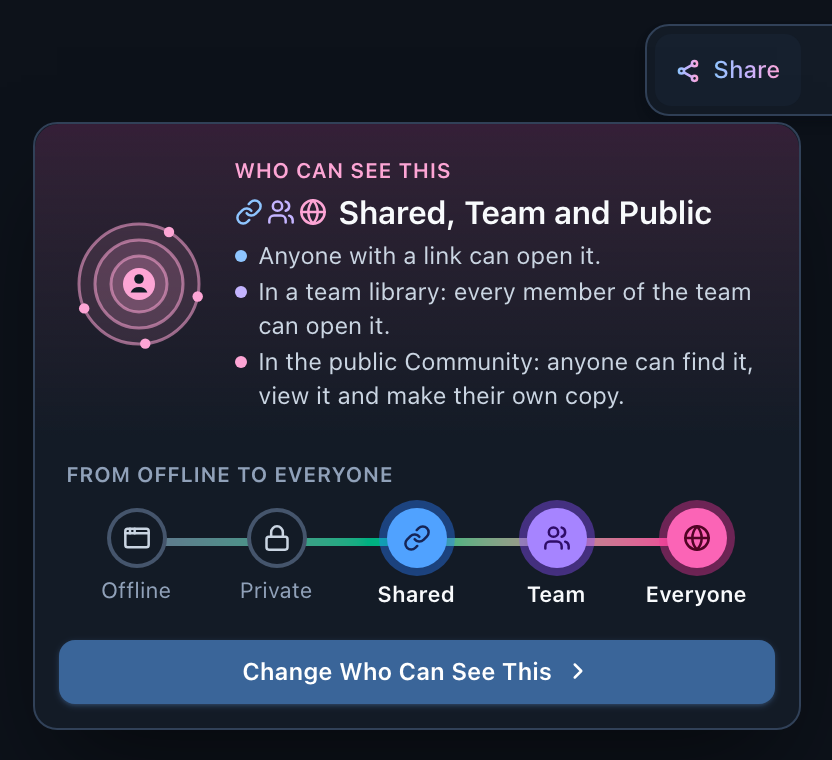 Share
WHO CAN SEE THIS
Shared, Team and Public
Anyone with a link can open it.
In a team library: every member of the team
can open it.
In the public Community: anyone can find it,
view it and make their own copy.
FROM OFFLINE TO EVERYONE
Offline
Private
Shared
Team
Everyone
Change Who Can See This